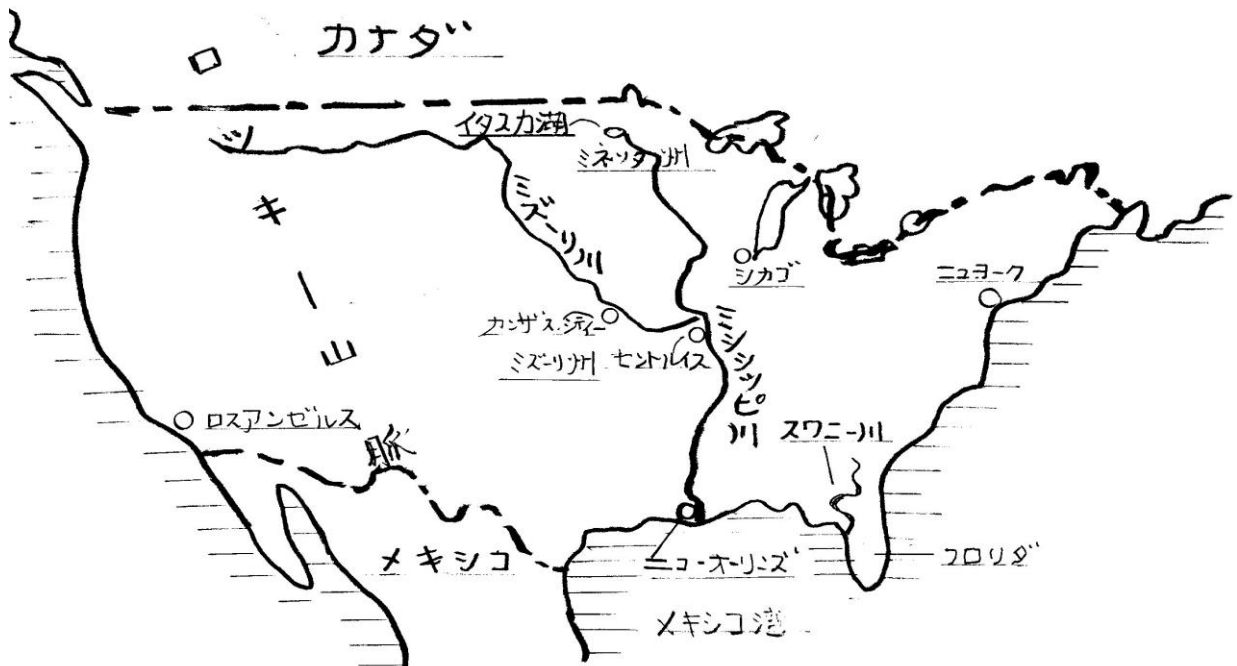 カナダ
ロッキー山脈
イタスカ湖
ミネソタ州
ミズーリ川
シカゴ
ニューヨーク
カンザス・シティー
ミズーリ州 セントルイス
ミシシッピ川
ロスアンゼルス
スワニー川
メキシコ
ニューオーリンズ
フロリダ
メキシコ湾